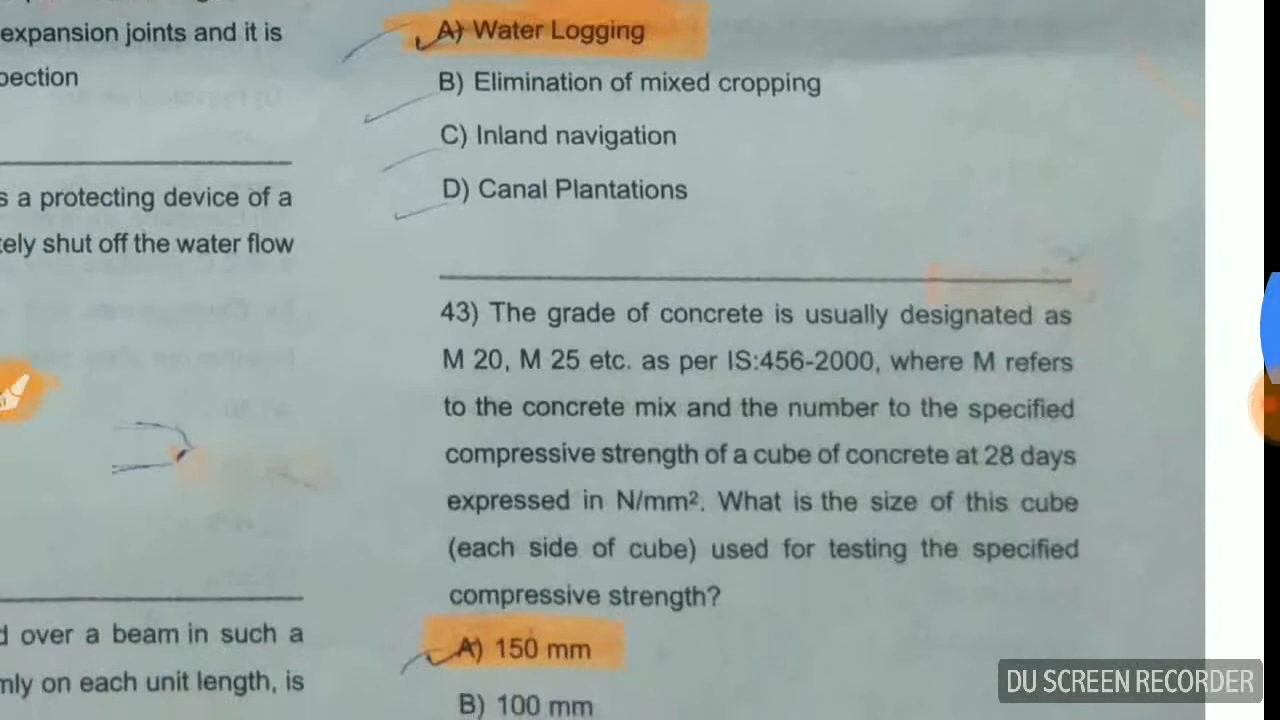 expansion joints and it is
a protecting device of a
shut off the water flow
over a beam in such a
on each unit length, is
A) Water Logging
B) Elimination of mixed cropping
C) Inland navigation
D) Canal Plantations
43) The grade of concrete is usually designated as
M 20, M 25 etc. as per IS:456-2000, where M refers
to the concrete mix and the number to the specified
compressive strength of a cube of concrete at 28 days
expressed in N/mm². What is the size of this cube
(each side of cube) used for testing the specified
compressive strength?
A) 150 mm
B) 100 mm
DU SCREEN RECORDER